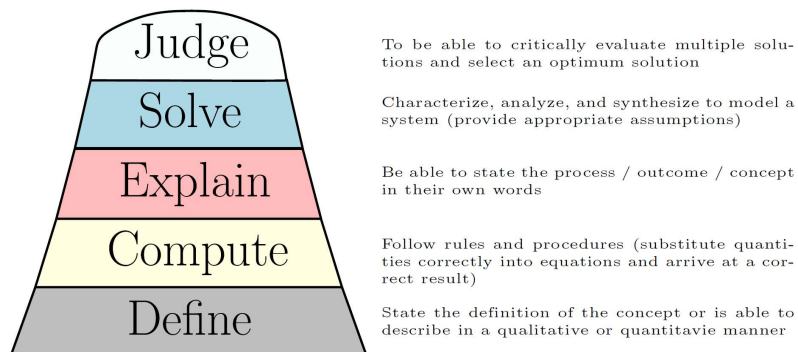 Judge
To be able to critically evaluate multiple solu-
tions and select an optimum solution
Solve
Characterize, analyze, and synthesize to model a
system (provide appropriate assumptions)
Explain
Be able to state the process / outcome / concept
in their own words
Compute
Follow rules and procedures (substitute quanti-
ties correctly into equations and arrive at a cor-
rect result)
Define
State the definition of the concept or is able to
describe in a qualitative or quantitavie manner